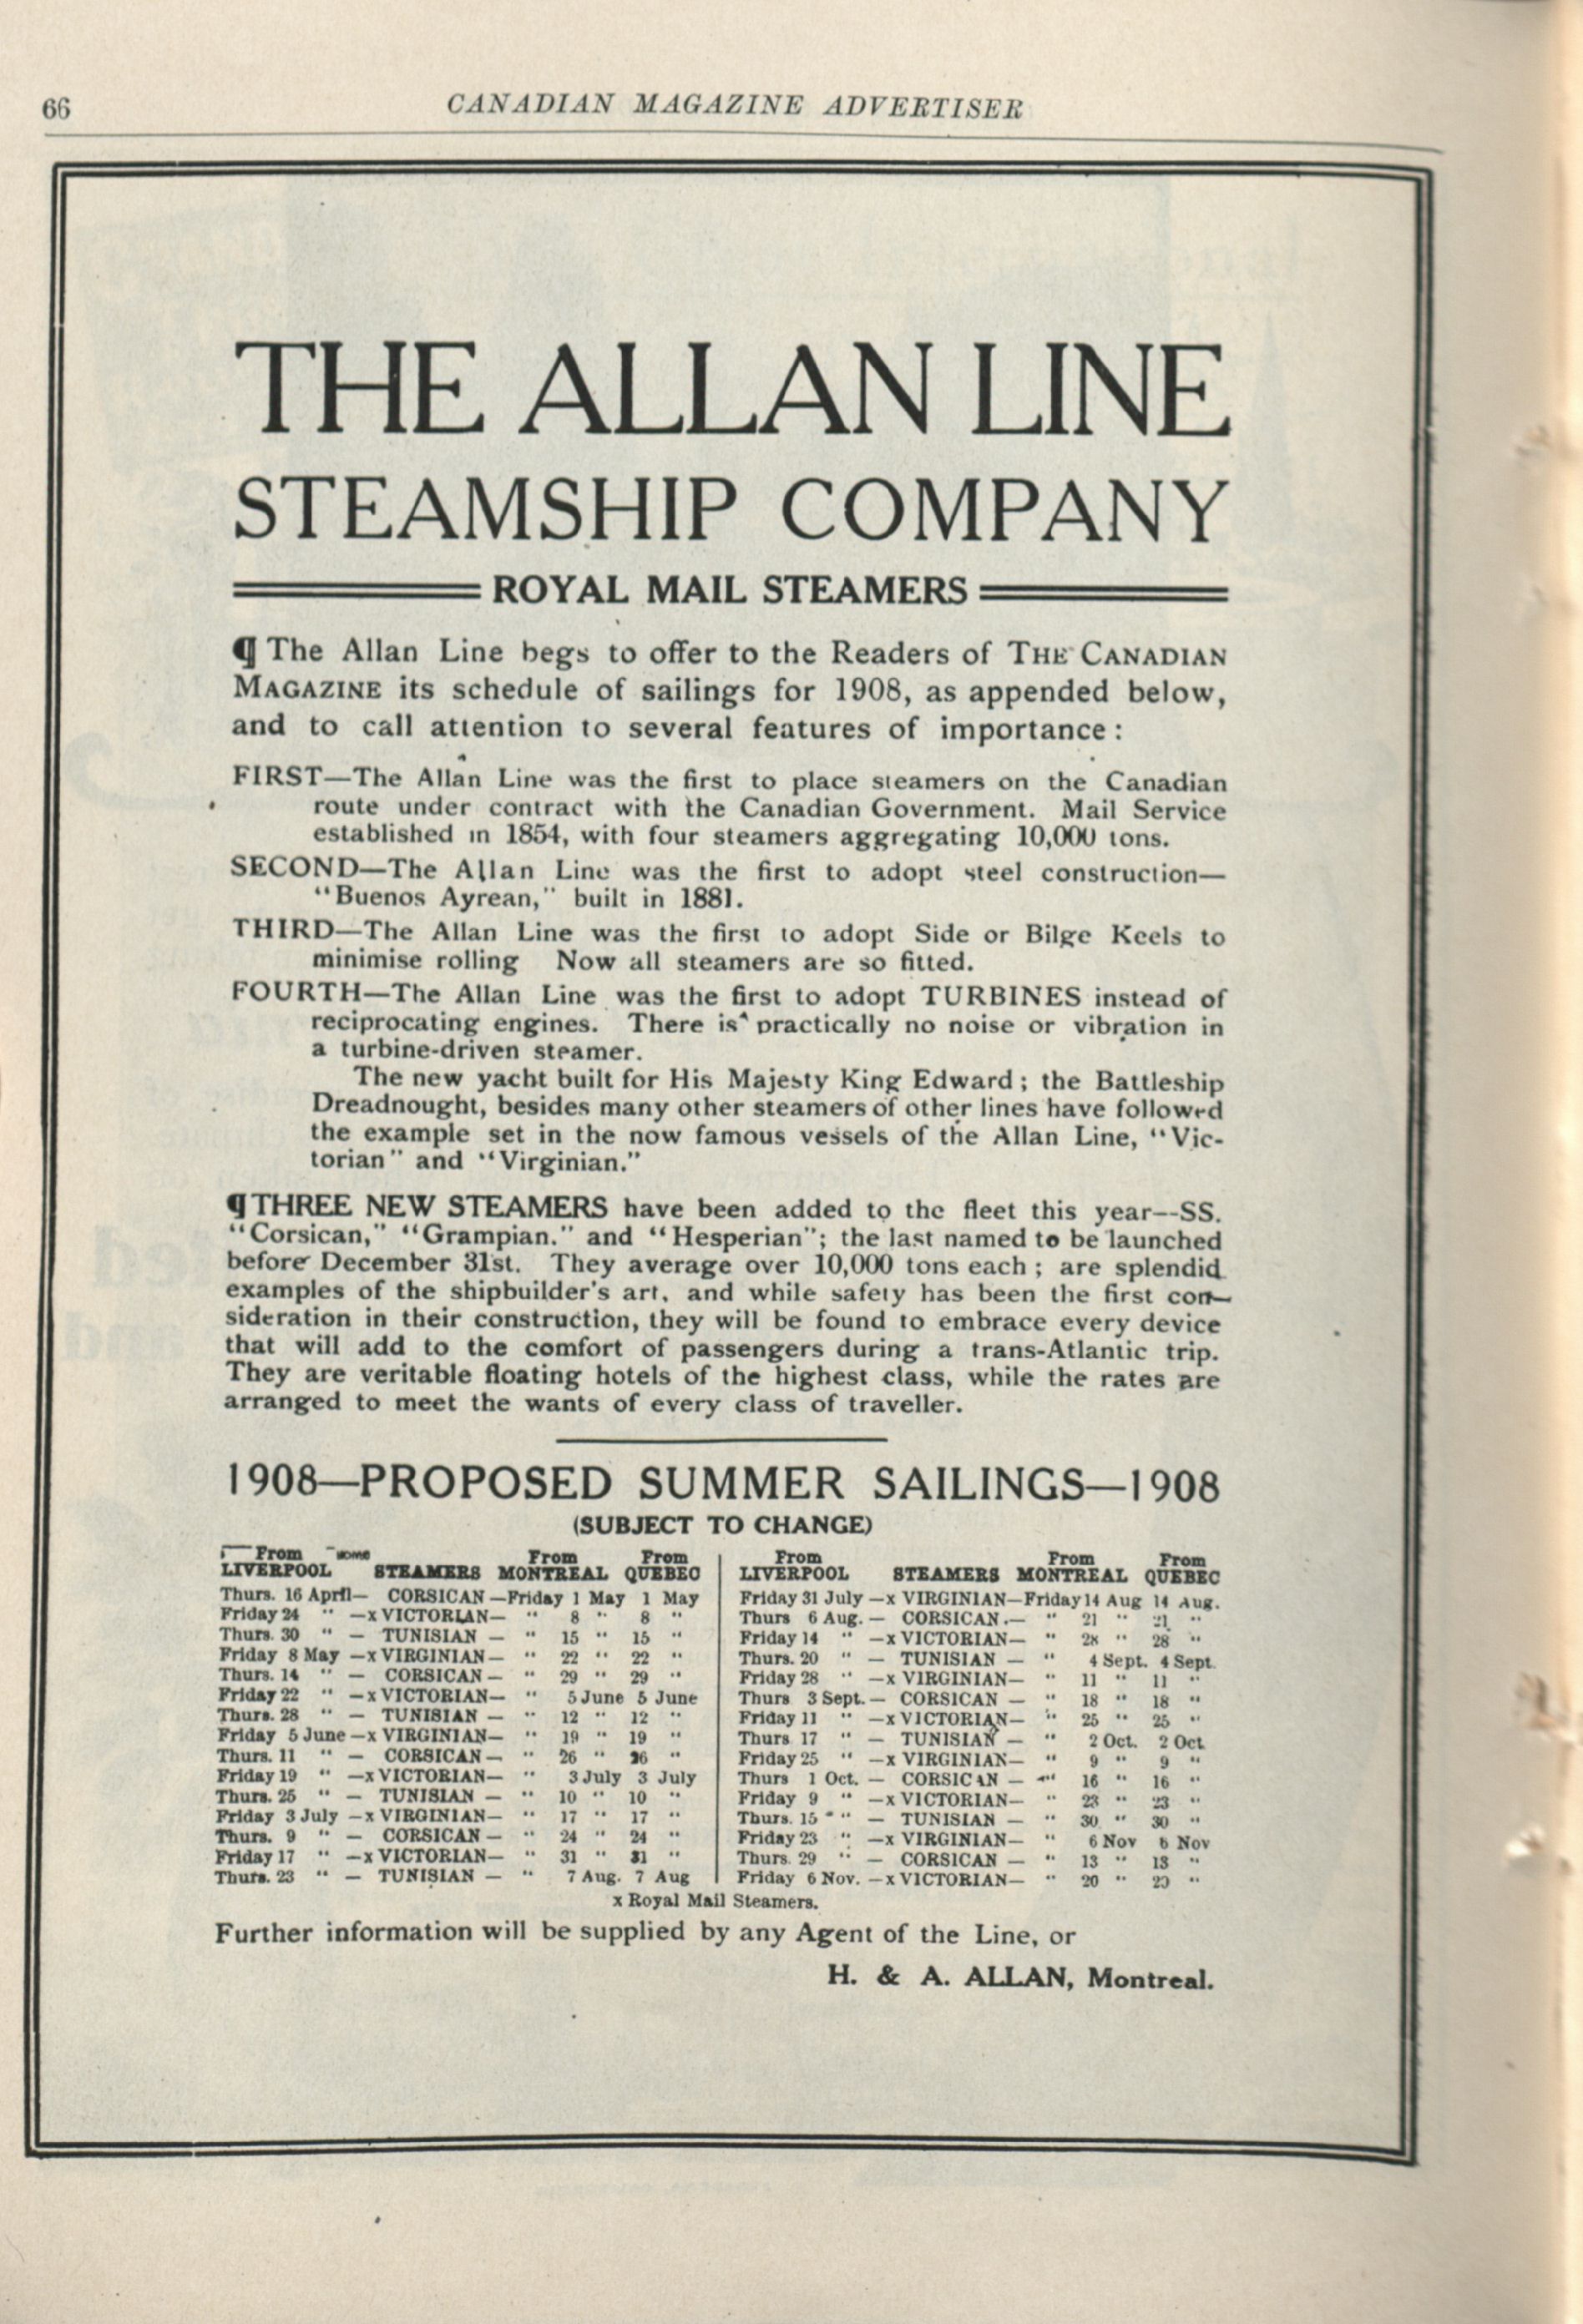 66
CANADIAN MAGAZINE ADVERTISER
THE ALLAN LINE
STEAMSHIP COMPANY
ROYAL MAIL STEAMERS
¶ The Allan Line begs to offer to the Readers of THE CANADIAN
MAGAZINE its schedule of sailings for 1908, as appended below,
and to call attention to several features of importance:
FIRST—The Allan Line was the first to place steamers on the Canadian
route under contract with the Canadian Government. Mail Service
established in 1854, with four steamers aggregating 10,000 tons.
SECOND—The Allan Line was the first to adopt steel construction—
"Buenos Ayrean," built in 1881.
THIRD—The Allan Line was the first to adopt Side or Bilge Keels to
minimise rolling Now all steamers are so fitted.
FOURTH—The Allan Line was the first to adopt TURBINES instead of
reciprocating engines. There is practically no noise or vibration in
a turbine-driven steamer.
The new yacht built for His Majesty King Edward; the Battleship
Dreadnought, besides many other steamers of other lines have followed
the example set in the now famous vessels of the Allan Line, "Vic-
torian" and "Virginian."
¶ THREE NEW STEAMERS have been added to the fleet this year--SS.
"Corsican," "Grampian." and "Hesperian"; the last named to be launched
before December 31st. They average over 10,000 tons each; are splendid
examples of the shipbuilder's art, and while safety has been the first con-
sideration in their construction, they will be found to embrace every device
that will add to the comfort of passengers during a trans-Atlantic trip.
They are veritable floating hotels of the highest class, while the rates are
arranged to meet the wants of every class of traveller.
1908—PROPOSED SUMMER SAILINGS—1908
(SUBJECT TO CHANGE)
From From From
LIVERPOOL STEAMERS MONTREAL QUEBEC
Thurs. 16 April— CORSICAN —Friday 1 May 1 May
Friday 24 " —x VICTORIAN— " 8 " 8 "
Thurs. 30 " — TUNISIAN — " 15 " 15 "
Friday 8 May —x VIRGINIAN— " 22 " 22 "
Thurs. 14 " — CORSICAN — " 29 " 29 "
Friday 22 " —x VICTORIAN— " 5 June 5 June
Thurs. 28 " — TUNISIAN — " 12 " 12 "
Friday 5 June —x VIRGINIAN— " 19 " 19 "
Thurs. 11 " — CORSICAN — " 26 " 26 "
Friday 19 " —x VICTORIAN— " 3 July 3 July
Thurs. 25 " — TUNISIAN — " 10 " 10 "
Friday 3 July —x VIRGINIAN— " 17 " 17 "
Thurs. 9 " — CORSICAN — " 24 " 24 "
Friday 17 " —x VICTORIAN— " 31 " 31 "
Thurs. 23 " — TUNISIAN — " 7 Aug. 7 Aug
From From From
LIVERPOOL STEAMERS MONTREAL QUEBEC
Friday 31 July —x VIRGINIAN—Friday 14 Aug 14 Aug.
Thurs 6 Aug. — CORSICAN.— " 21 " 21 "
Friday 14 " —x VICTORIAN— " 28 " 28 "
Thurs. 20 " — TUNISIAN — " 4 Sept. 4 Sept.
Friday 28 " —x VIRGINIAN— " 11 " 11 "
Thurs 3 Sept. — CORSICAN — " 18 " 18 "
Friday 11 " —x VICTORIAN— " 25 " 25 "
Thurs 17 " — TUNISIAN — " 2 Oct. 2 Oct
Friday 25 " —x VIRGINIAN— " 9 " 9 "
Thurs 1 Oct. — CORSICAN — " 16 " 16 "
Friday 9 " —x VICTORIAN— " 23 " 23 "
Thurs. 15 " — TUNISIAN — " 30 " 30 "
Friday 23 " —x VIRGINIAN— " 6 Nov 6 Nov
Thurs. 29 " — CORSICAN — " 13 " 13 "
Friday 6 Nov. —x VICTORIAN— " 20 " 20 "
x Royal Mail Steamers.
Further information will be supplied by any Agent of the Line, or
H. & A. ALLAN, Montreal.